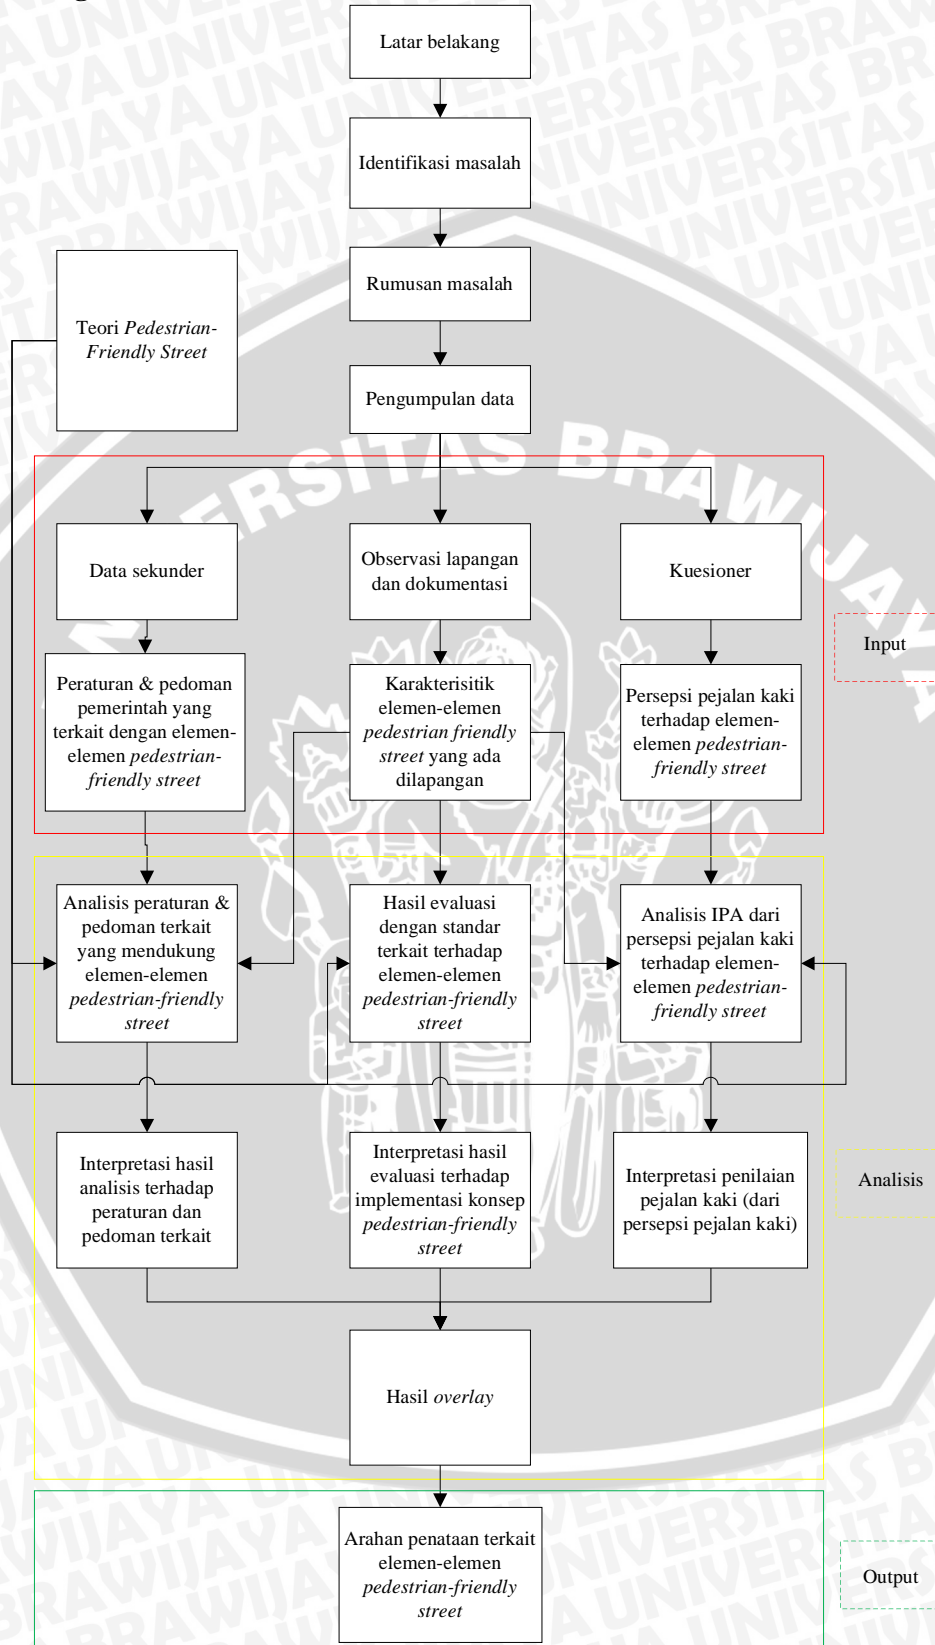 Latar belakang
Identifikasi masalah
Rumusan masalah
Teori Pedestrian-
Friendly Street
Pengumpulan data
Data sekunder
Observasi lapangan
dan dokumentasi
Kuesioner
Input
Peraturan & pedoman
pemerintah yang
terkait dengan elemen-
elemen pedestrian-
friendly street
Karakterisitik
elemen-elemen
pedestrian friendly
street yang ada
dilapangan
Persepsi pejalan kaki
terhadap elemen-
elemen pedestrian-
friendly street
Analisis peraturan &
pedoman terkait
yang mendukung
elemen-elemen
pedestrian-friendly
street
Hasil evaluasi
dengan standar
terkait terhadap
elemen-elemen
pedestrian-friendly
street
Analisis IPA dari
persepsi pejalan kaki
terhadap elemen-
elemen pedestrian-
friendly street
Interpretasi hasil
analisis terhadap
peraturan dan
pedoman terkait
Interpretasi hasil
evaluasi terhadap
implementasi konsep
pedestrian-friendly
street
Interpretasi penilaian
pejalan kaki (dari
persepsi pejalan kaki)
Analisis
Hasil overlay
Arahan penataan terkait
elemen-elemen
pedestrian-friendly
street
Output